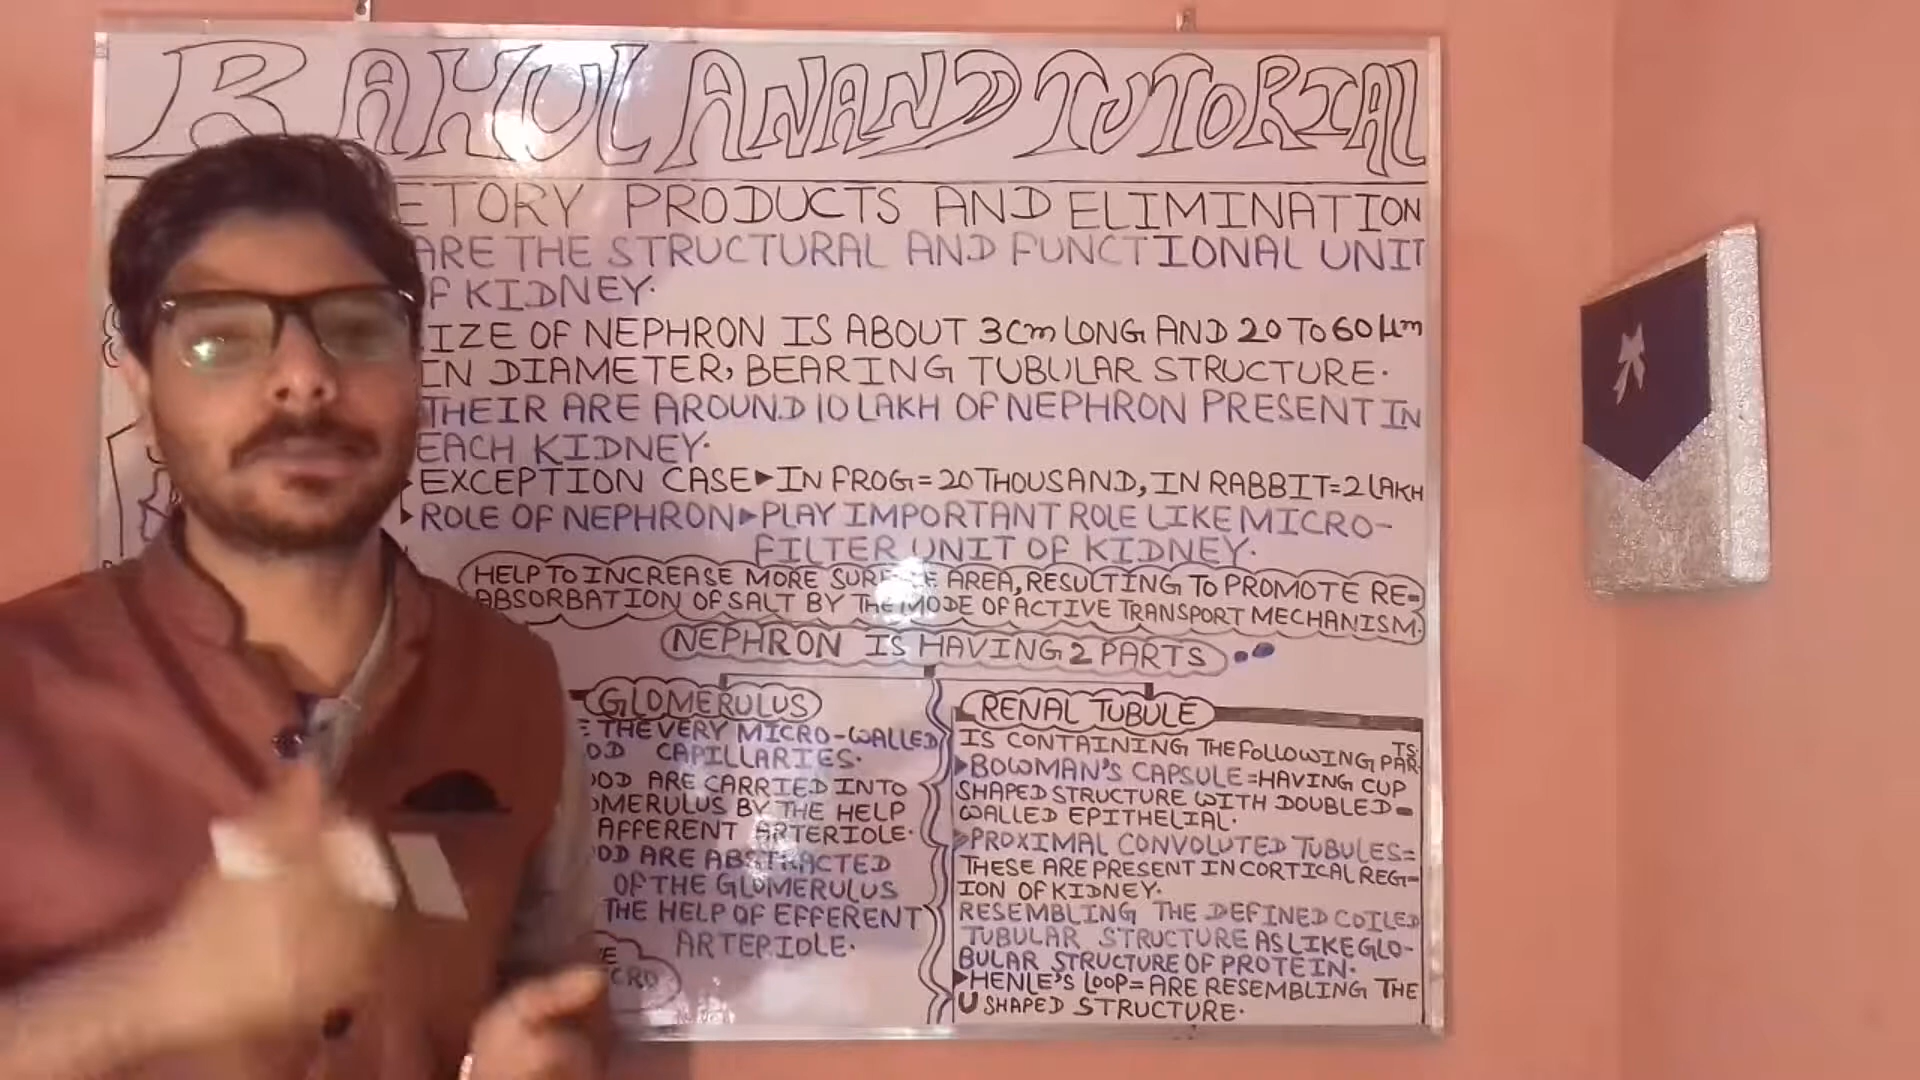 RAHUL ANAND TUTORIAL
ETORY PRODUCTS AND ELIMINATION
ARE THE STRUCTURAL AND FUNCTIONAL UNIT
F KIDNEY.
IZE OF NEPHRON IS ABOUT 3cm LONG AND 20 TO 60 μm
IN DIAMETER, BEARING TUBULAR STRUCTURE.
THEIR ARE AROUND 10 LAKH OF NEPHRON PRESENT IN
EACH KIDNEY.
EXCEPTION CASE▸IN FROG=20 THOUSAND, IN RABBIT=2 LAKH
▸ROLE OF NEPHRON▸PLAY IMPORTANT ROLE LIKE MICRO-
FILTER UNIT OF KIDNEY.
HELP TO INCREASE MORE SURF E AREA, RESULTING TO PROMOTE RE-
ABSORBATION OF SALT BY THE MODE OF ACTIVE TRANSPORT MECHANISM.
NEPHRON IS HAVING 2 PARTS
GLOMERULUS
= THE VERY MICRO-WALLED
OD CAPILLARIES.
OOD ARE CARRIED INTO
OMERULUS BY THE HELP
AFFERENT ARTERIOLE.
OD ARE ABSTRACTED
OF THE GLOMERULUS
THE HELP OF EFFERENT
ARTERIOLE.
E
CRO
RENAL TUBULE
IS CONTAINING THE FOLLOWING PARTS.
▸BOWMAN'S CAPSULE=HAVING CUP
SHAPED STRUCTURE WITH DOUBLED-
WALLED EPITHELIAL.
▸PROXIMAL CONVOLUTED TUBULES=
THESE ARE PRESENT IN CORTICAL REG-
ION OF KIDNEY.
RESEMBLING THE DEFINED COILED
TUBULAR STRUCTURE AS LIKE GLO-
BULAR STRUCTURE OF PROTEIN.
▸HENLE'S LOOP=ARE RESEMBLING THE
U SHAPED STRUCTURE.